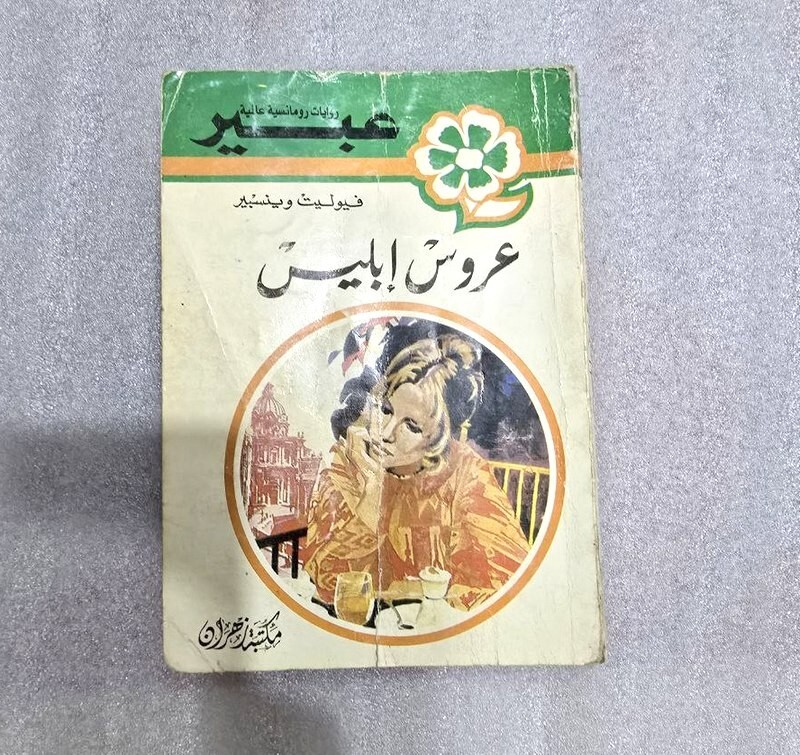 روايات رومانسية عالمية
عبير
فيوليت وينسبير
عروس إبليس
مكتبة زهران